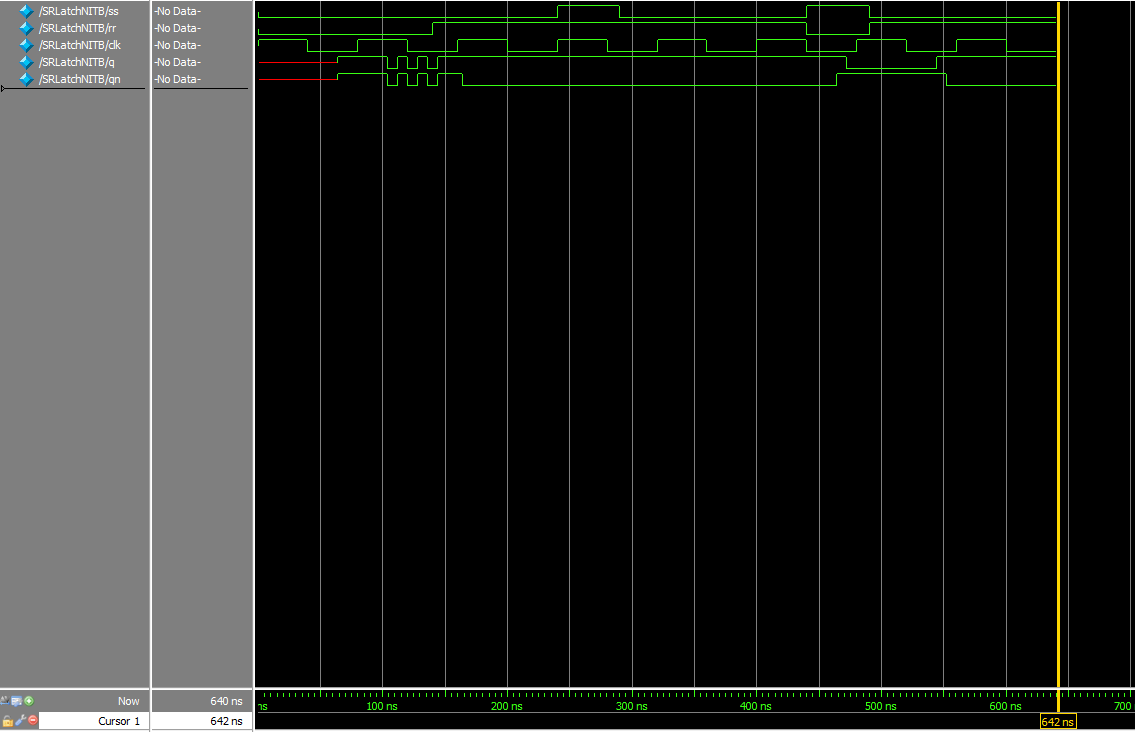 /SRLatchNITB/ss -No Data-
/SRLatchNITB/rr -No Data-
/SRLatchNITB/clk -No Data-
/SRLatchNITB/q -No Data-
/SRLatchNITB/qn -No Data-
Now 640 ns ns 100 ns 200 ns 300 ns 400 ns 500 ns 600 ns 700
Cursor 1 642 ns 642 ns